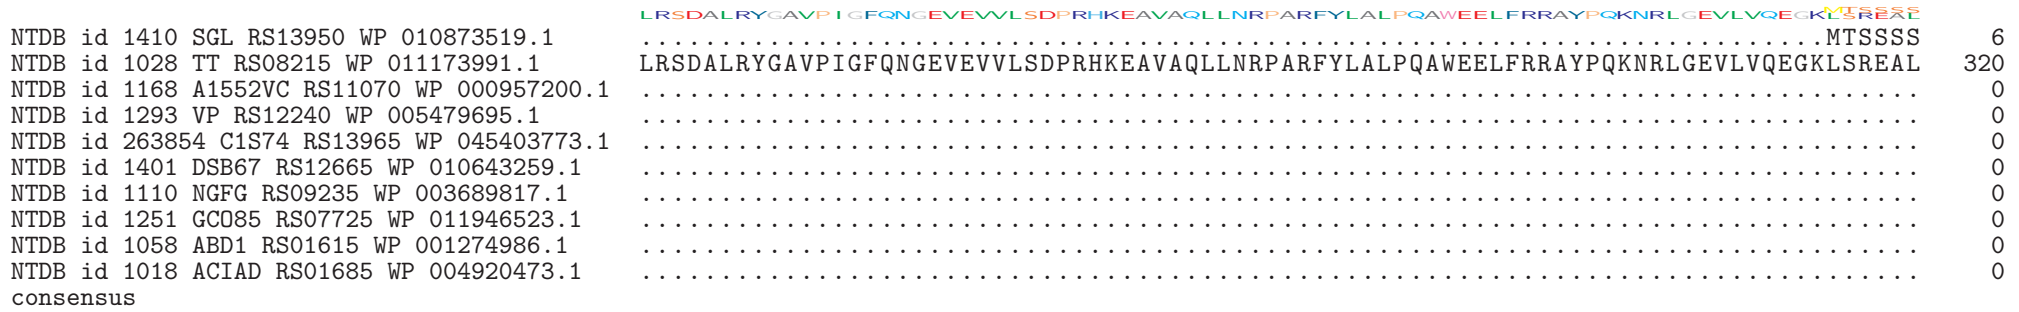 LRSDALRYGAVPIGFQNGEVEVVLSDPRHKEAVAQLLNRPARFYLALPQAWEELFRRAYPQKNRLGEVLVQEGKLSREAL
MTSSSS
NTDB id 1410 SGL RS13950 WP 010873519.1 ..........................................................................MTSSSS 6
NTDB id 1028 TT RS08215 WP 011173991.1 LRSDALRYGAVPIGFQNGEVEVVLSDPRHKEAVAQLLNRPARFYLALPQAWEELFRRAYPQKNRLGEVLVQEGKLSREAL 320
NTDB id 1168 A1552VC RS11070 WP 000957200.1 ................................................................................ 0
NTDB id 1293 VP RS12240 WP 005479695.1 ................................................................................ 0
NTDB id 263854 C1S74 RS13965 WP 045403773.1 ................................................................................ 0
NTDB id 1401 DSB67 RS12665 WP 010643259.1 ................................................................................ 0
NTDB id 1110 NGFG RS09235 WP 003689817.1 ................................................................................ 0
NTDB id 1251 GCO85 RS07725 WP 011946523.1 ................................................................................ 0
NTDB id 1058 ABD1 RS01615 WP 001274986.1 ................................................................................ 0
NTDB id 1018 ACIAD RS01685 WP 004920473.1 ................................................................................ 0
consensus